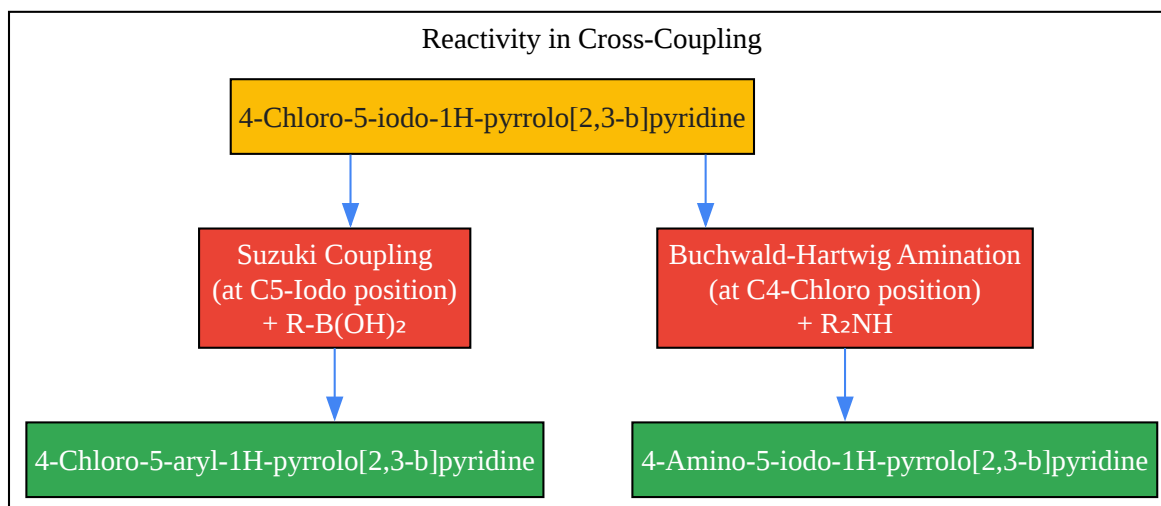 Reactivity in Cross-Coupling
4-Chloro-5-iodo-1H-pyrrolo[2,3-b]pyridine
Suzuki Coupling
(at C5-Iodo position)
+ R-B(OH)₂
Buchwald-Hartwig Amination
(at C4-Chloro position)
+ R₂NH
4-Chloro-5-aryl-1H-pyrrolo[2,3-b]pyridine
4-Amino-5-iodo-1H-pyrrolo[2,3-b]pyridine